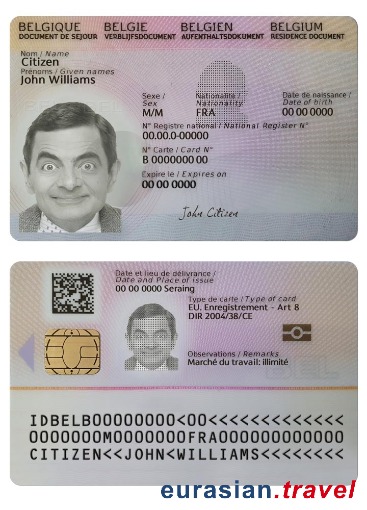 BELGIQUE BELGIE BELGIEN BELGIUM
DOCUMENT DE SEJOUR VERBLIJFSDOCUMENT AUFENTHALTSDOKUMENT RESIDENCE DOCUMENT
Nom / Name
Citizen
Prénoms / Given names
John Williams
Sexe / Sex
Nationalité / Nationality
Date de naissance / Date of birth
M/M FRA 00 00 0000
N° Registre national / National Register N°
00.00.0-00000
N° Carte / Card N°
B 0000000 00
Expire le / Expires on
00 00 0000
John Citizen
Date et lieu de délivrance /
Date and Place of issue
00 00 0000 Seraing
Type de carte / Type of card
EU. Enregistrement - Art 8
DIR 2004/38/CE
Observations / Remarks
Marché du travail: illimité
IDBELB00000000<00<<<<<<<<<<<<<
0000000M0000000FRA000000000000
CITIZEN<<JOHN<WILLIAMS<<<<<<<<
eurasian.travel